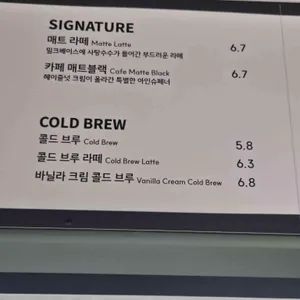 SIGNATURE
매트 라떼 Matte Latte 6.7
밀크베이스에 사탕수수가 들어간 부드러운 라떼
카페 매트블랙 Cafe Matte Black 6.7
헤이즐넛 크림이 올라간 특별한 아인슈페너
COLD BREW
콜드 브루 Cold Brew 5.8
콜드 브루 라떼 Cold Brew Latte 6.3
바닐라 크림 콜드 브루 Vanilla Cream Cold Brew 6.8